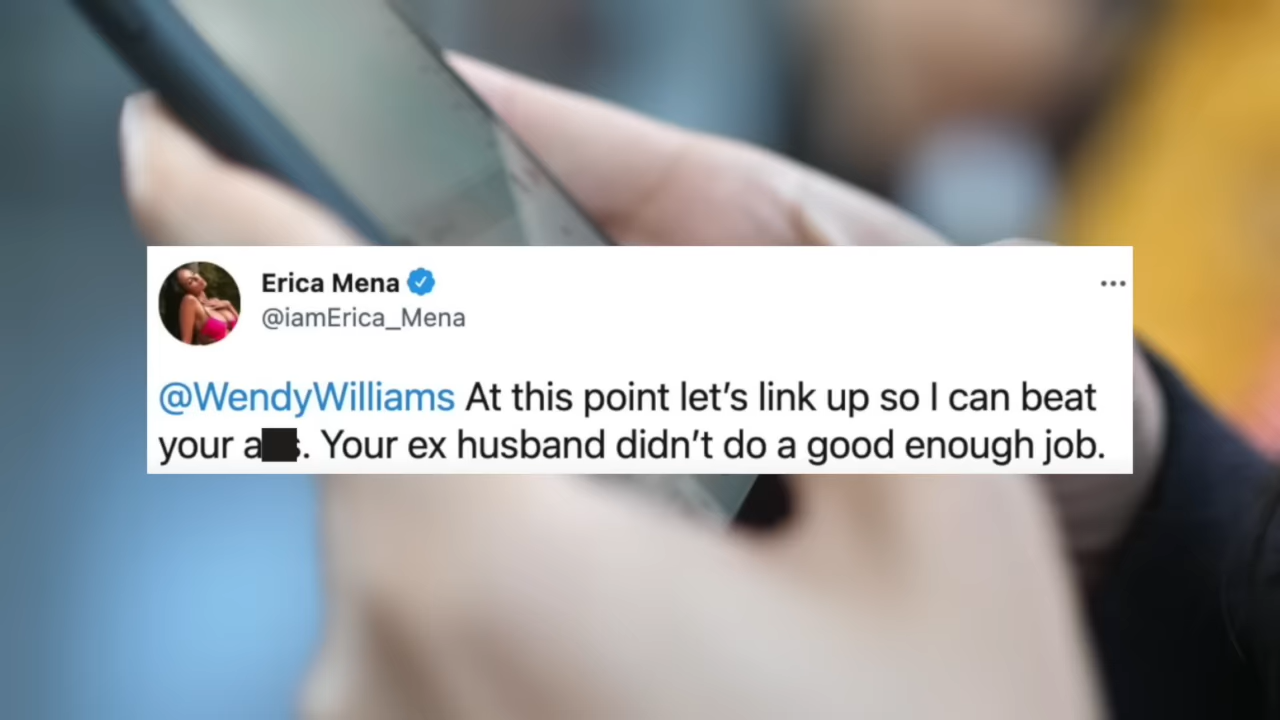 Erica Mena
@iamErica_Mena
@WendyWilliams At this point let's link up so I can beat
your a■s. Your ex husband didn't do a good enough job.